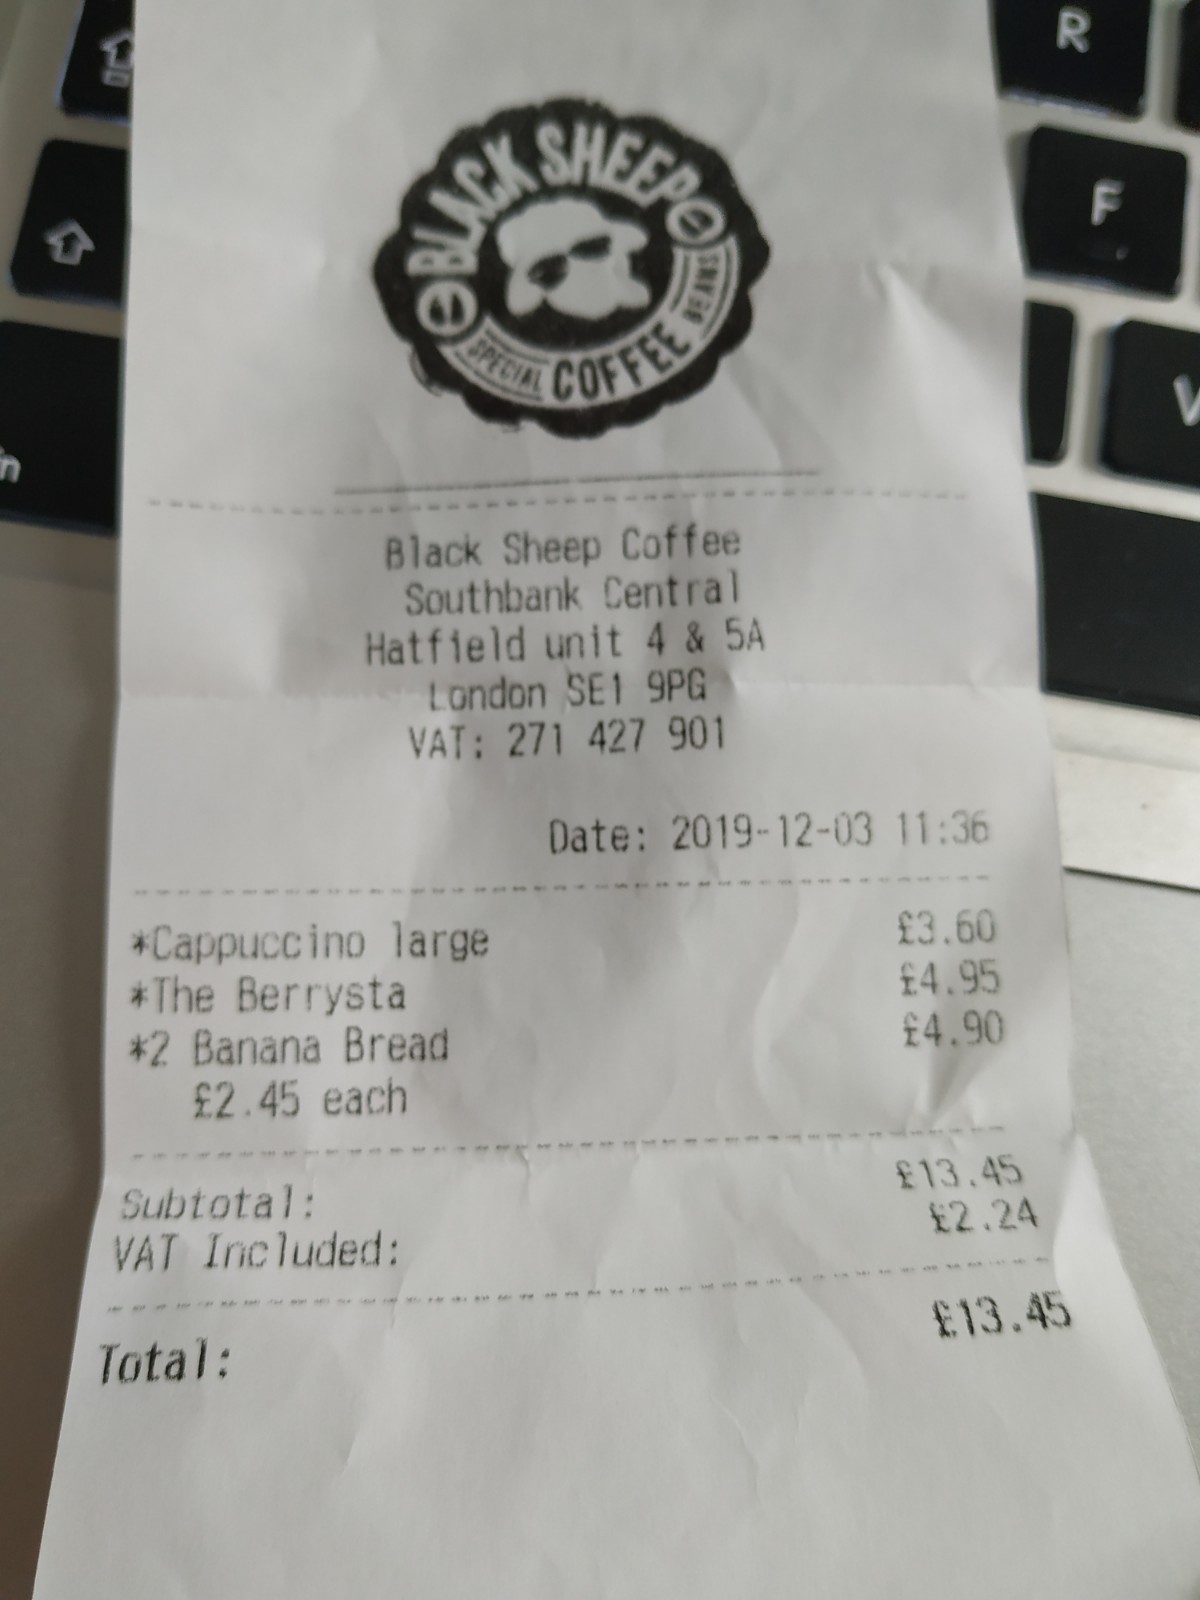 R
F
V
BLACK SHEEP
SPECIAL COFFEE BEANS
Black Sheep Coffee
Southbank Central
Hatfield unit 4 & 5A
London SE1 9PG
VAT: 271 427 901
Date: 2019-12-03 11:36
*Cappuccino large £3.60
*The Berrysta £4.95
*2 Banana Bread £4.90
£2.45 each
Subtotal: £13.45
VAT Included: £2.24
Total: £13.45